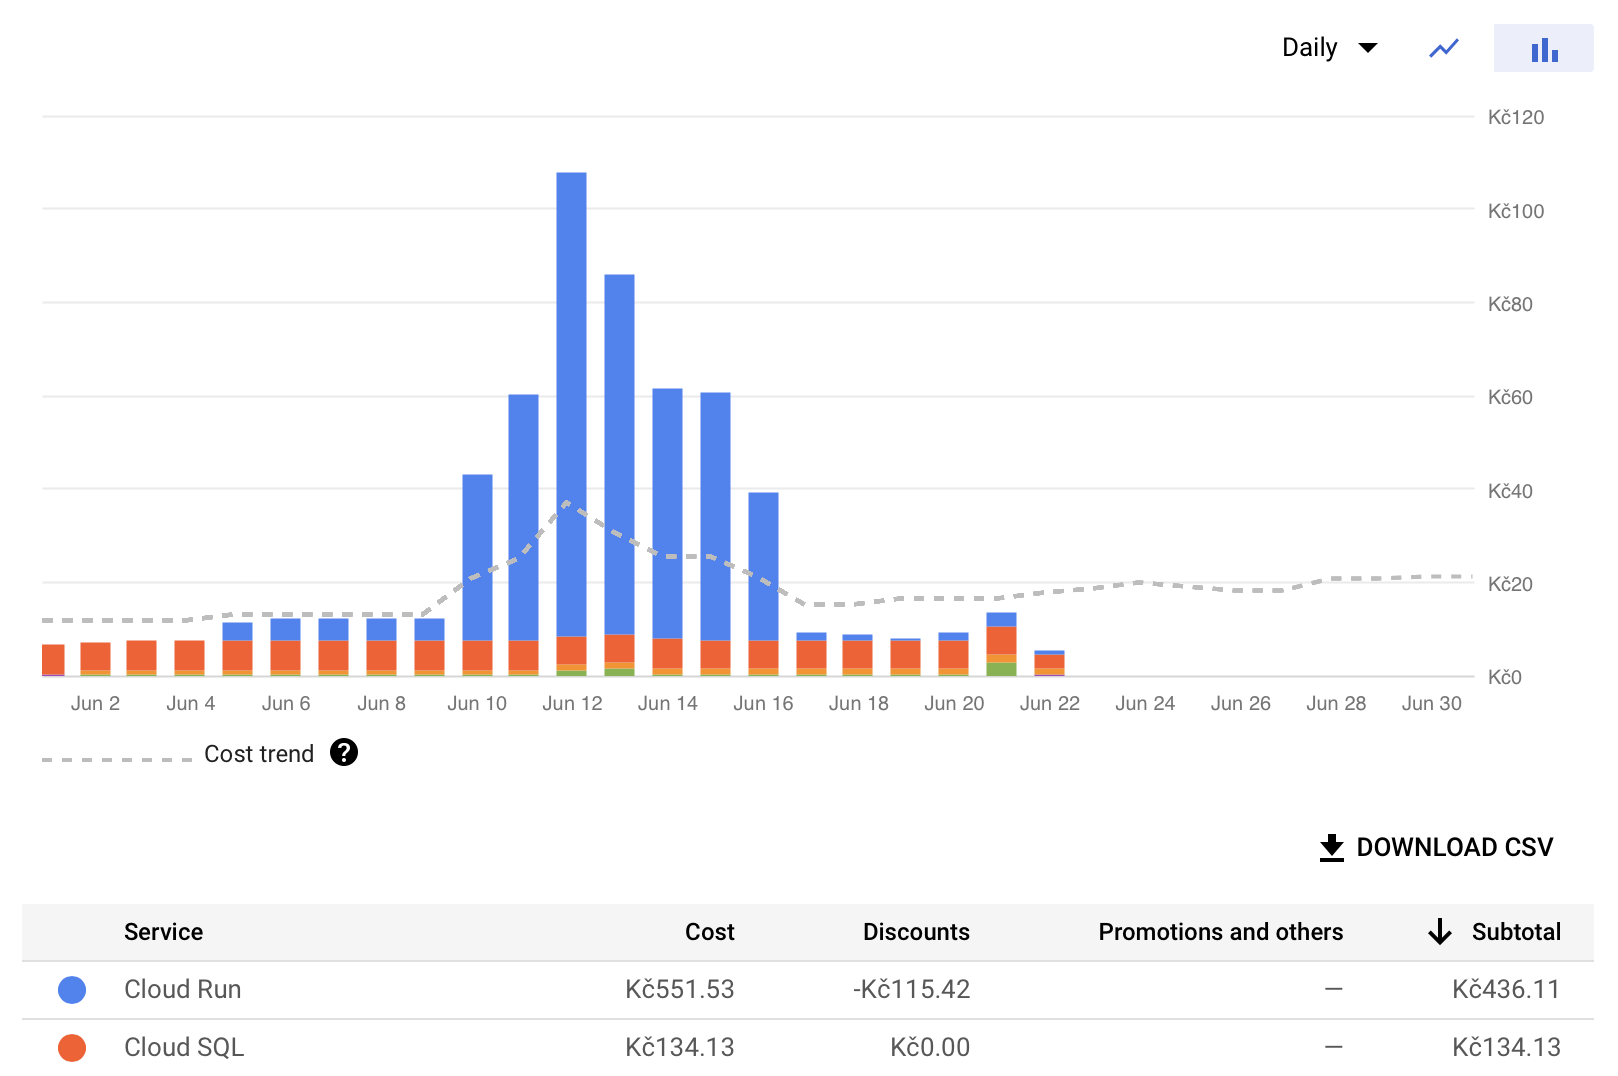 Daily
Kč120
Kč100
Kč80
Kč60
Kč40
Kč20
Kč0
Jun 2 Jun 4 Jun 6 Jun 8 Jun 10 Jun 12 Jun 14 Jun 16 Jun 18 Jun 20 Jun 22 Jun 24 Jun 26 Jun 28 Jun 30
Cost trend ?
DOWNLOAD CSV
Service Cost Discounts Promotions and others Subtotal
Cloud Run Kč551.53 -Kč115.42 — Kč436.11
Cloud SQL Kč134.13 Kč0.00 — Kč134.13